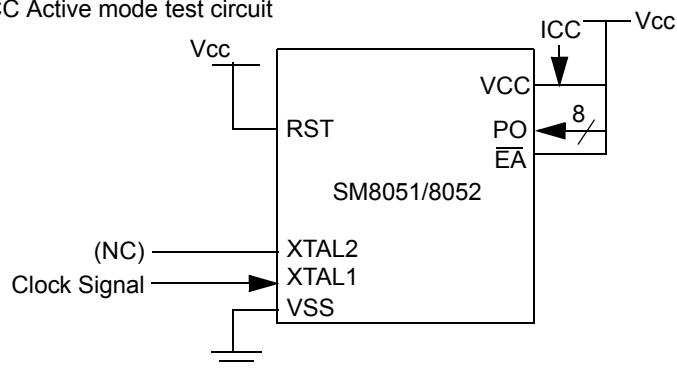 C Active mode test circuit
ICC
Vcc
Vcc
VCC
RST
PO
8
EA
SM8051/8052
(NC)
XTAL2
Clock Signal
XTAL1
VSS